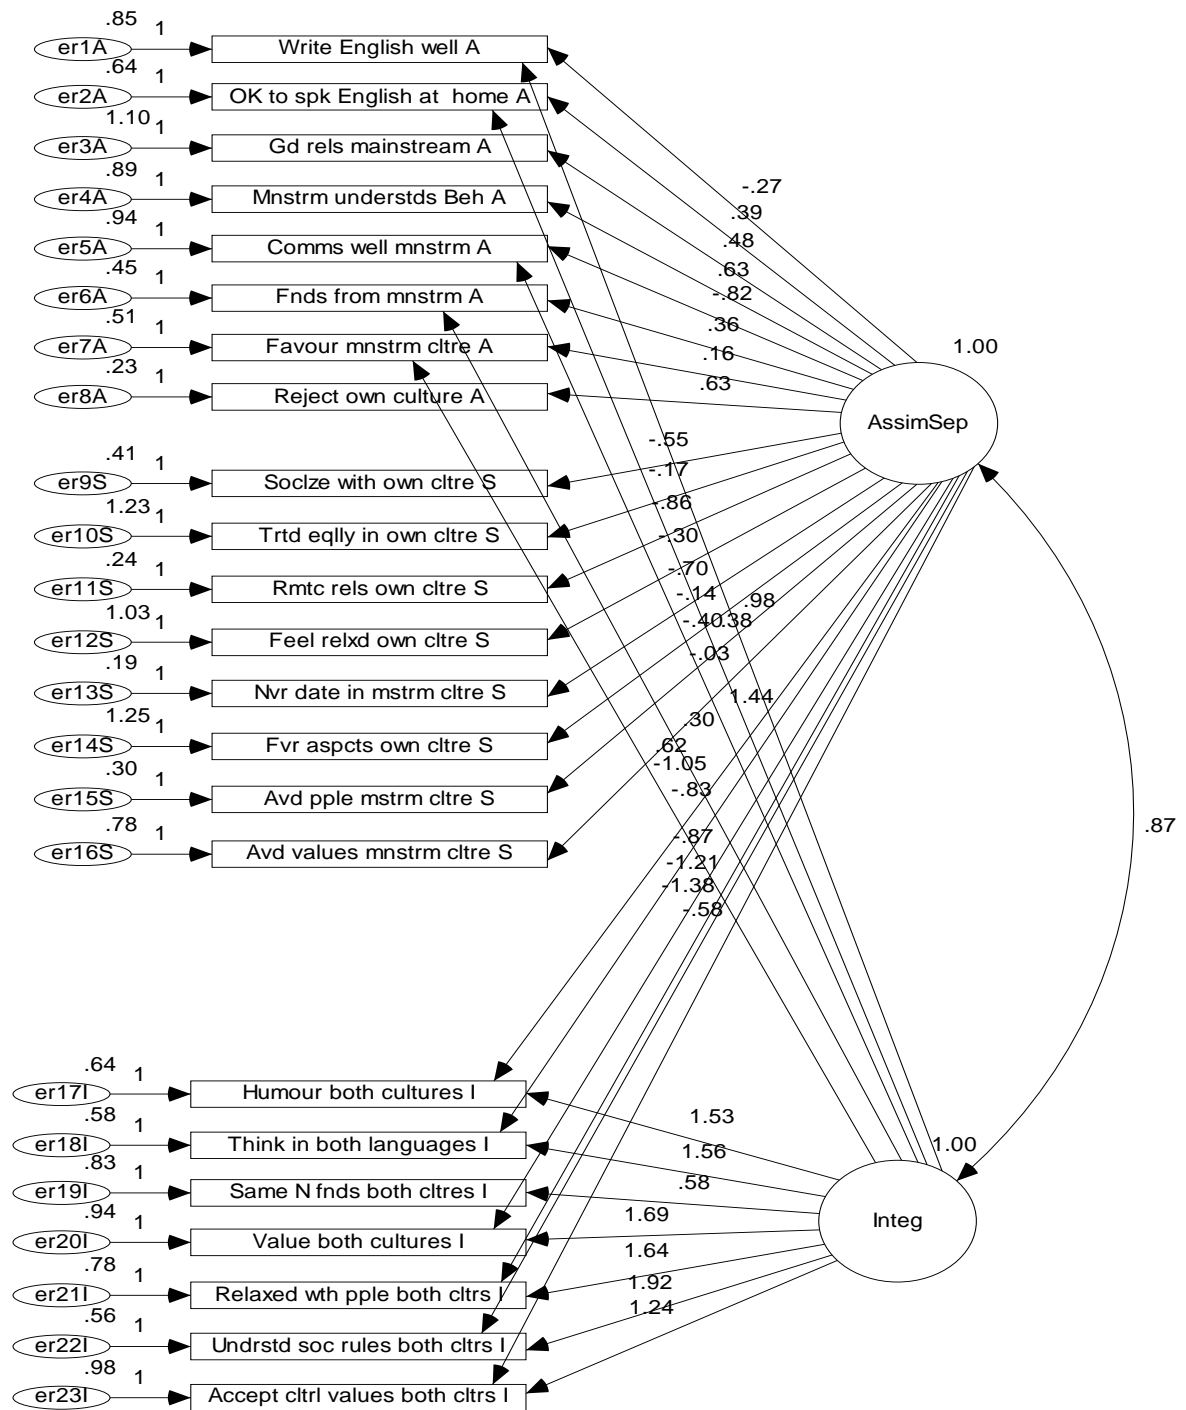 .85 1
er1A Write English well A
.64 1
er2A OK to spk English at home A
1.10 1
er3A Gd rels mainstream A
.89 1
er4A Mnstrm understds Beh A
.94 1
er5A Comms well mnstrm A
.45 1
er6A Fnds from mnstrm A
.51 1
er7A Favour mnstrm cltre A
.23 1
er8A Reject own culture A
-.27
.39
.48
.63
-.82
.36
.16
.63
1.00
AssimSep
.41 1
er9S Soclze with own cltre S
1.23 1
er10S Trtd eqlly in own cltre S
.24 1
er11S Rmtc rels own cltre S
1.03 1
er12S Feel relxd own cltre S
.19 1
er13S Nvr date in mstrm cltre S
1.25 1
er14S Fvr aspcts own cltre S
.30 1
er15S Avd pple mstrm cltre S
.78 1
er16S Avd values mnstrm cltre S
-.55
-.17
-.86
-.30
-.70
-.14
.98
-.40
.38
-.03
1.44
.30
.62
-1.05
-.83
-.87
-1.21
-1.38
-.58
.87
.64 1
er17I Humour both cultures I
.58 1
er18I Think in both languages I
.83 1
er19I Same N fnds both cltres I
.94 1
er20I Value both cultures I
.78 1
er21I Relaxed wth pple both cltrs I
.56 1
er22I Undrstd soc rules both cltrs I
.98 1
er23I Accept cltrl values both cltrs I
1.53
1.56
.58
1.69
1.64
1.92
1.24
1.00
Integ